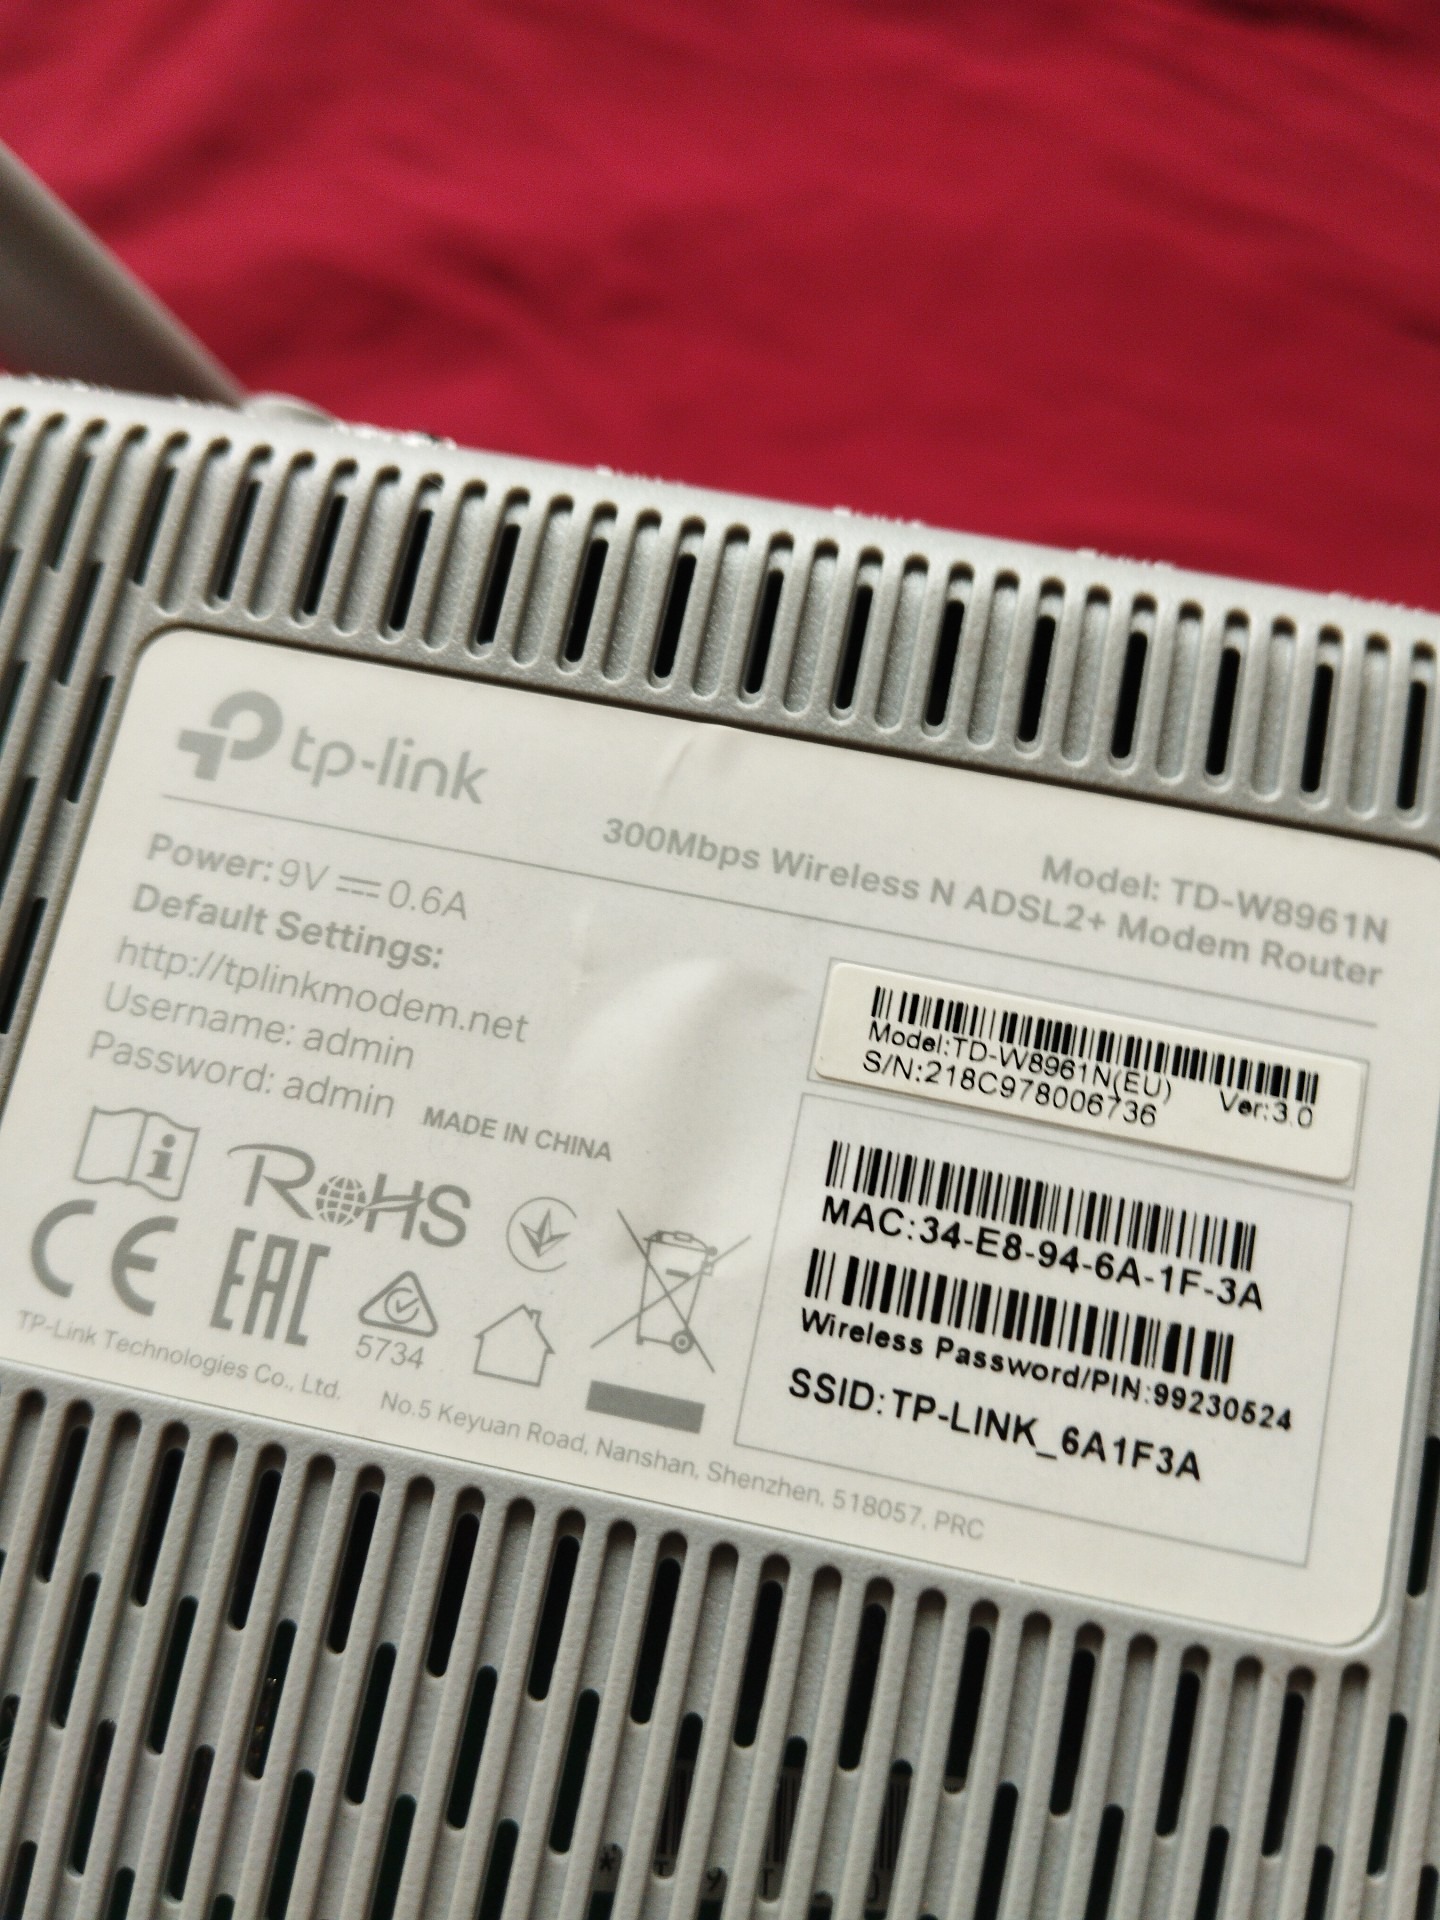 tp-link
Model: TD-W8961N
300Mbps Wireless N ADSL2+ Modem Router
Power: 9V 0.6A
Default Settings:
http://tplinkmodem.net
Username: admin
Password: admin
MADE IN CHINA
Model:TD-W8961N(EU) Ver:3.0
S/N:218C978006736
MAC:34-E8-94-6A-1F-3A
Wireless Password/PIN:99230524
SSID:TP-LINK_6A1F3A
i
RoHS
CE
EAC
5734
TP-Link Technologies Co., Ltd. No.5 Keyuan Road, Nanshan, Shenzhen, 518057, PRC